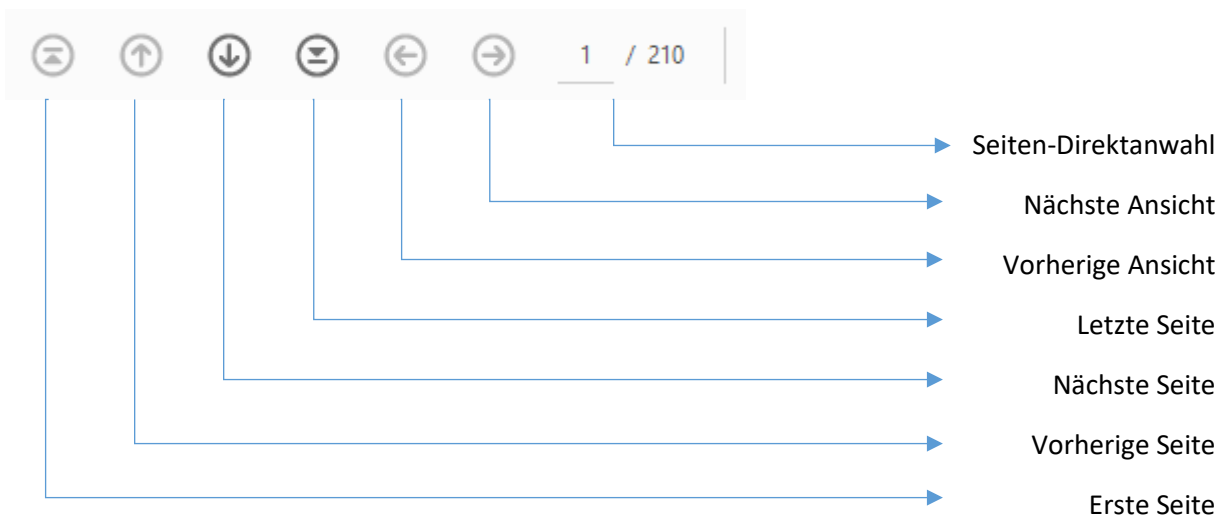 1 / 210
Seiten-Direktanwahl
Nächste Ansicht
Vorherige Ansicht
Letzte Seite
Nächste Seite
Vorherige Seite
Erste Seite